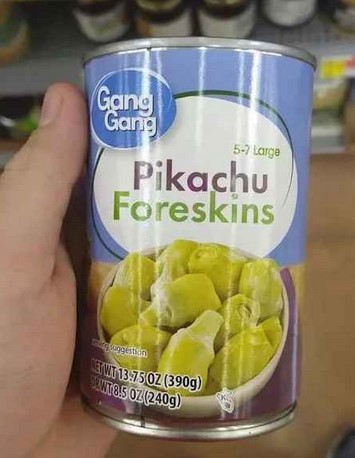 Gang
Gang
5-7 Large
Pikachu
Foreskins
suggestion
NET WT 13.75 OZ (390g)
WT 8.5 OZ (240g)